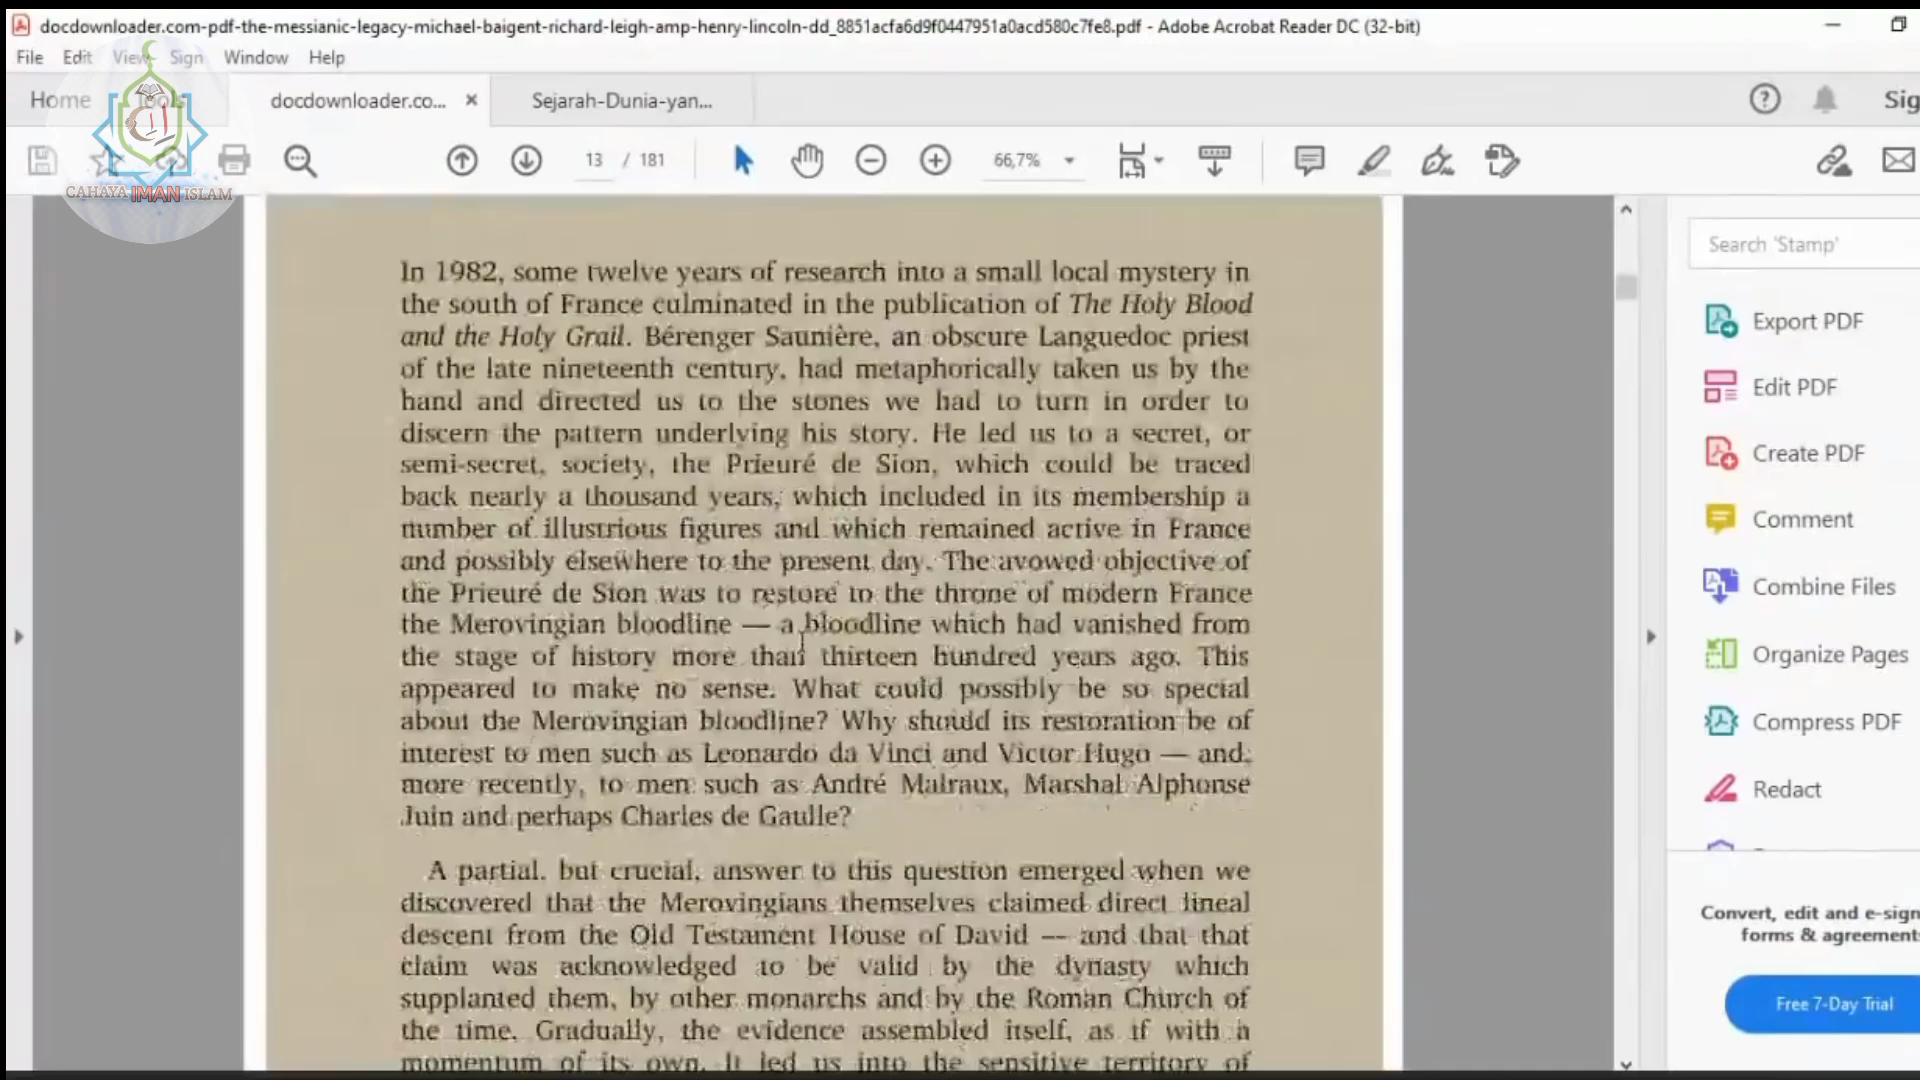 docdownloader.com-pdf-the-messianic-legacy-michael-baigent-richard-leigh-amp-henry-lincoln-dd_8851acfa6d9f0447951a0acd580c7fe8.pdf - Adobe Acrobat Reader DC (32-bit)
File Edit View Sign Window Help
Home Tools docdownloader.co... Sejarah-Dunia-yan... Sig
13 / 181 66,7%
CAHAYA IMAN ISLAM
In 1982, some twelve years of research into a small local mystery in
the south of France culminated in the publication of The Holy Blood
and the Holy Grail. Bérenger Saunière, an obscure Languedoc priest
of the late nineteenth century, had metaphorically taken us by the
hand and directed us to the stones we had to turn in order to
discern the pattern underlying his story. He led us to a secret, or
semi-secret, society, the Prieuré de Sion, which could be traced
back nearly a thousand years, which included in its membership a
number of illustrious figures and which remained active in France
and possibly elsewhere to the present day. The avowed objective of
the Prieuré de Sion was to restore to the throne of modern France
the Merovingian bloodline — a bloodline which had vanished from
the stage of history more than thirteen hundred years ago. This
appeared to make no sense. What could possibly be so special
about the Merovingian bloodline? Why should its restoration be of
interest to men such as Leonardo da Vinci and Victor Hugo — and,
more recently, to men such as André Malraux, Marshal Alphonse
Juin and perhaps Charles de Gaulle?
A partial, but crucial, answer to this question emerged when we
discovered that the Merovingians themselves claimed direct lineal
descent from the Old Testament House of David — and that that
claim was acknowledged to be valid by the dynasty which
supplanted them, by other monarchs and by the Roman Church of
the time. Gradually, the evidence assembled itself, as if with a
momentum of its own. It led us into the sensitive territory of
Search 'Stamp'
Export PDF
Edit PDF
Create PDF
Comment
Combine Files
Organize Pages
Compress PDF
Redact
Convert, edit and e-sign
forms & agreements
Free 7-Day Trial